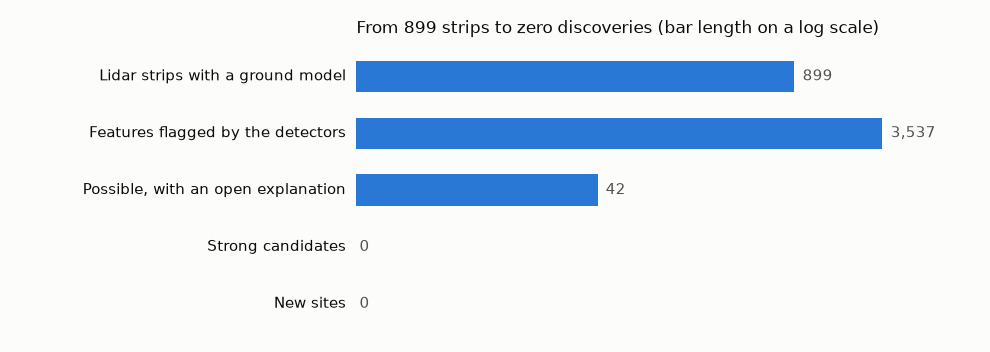 From 899 strips to zero discoveries (bar length on a log scale)
Lidar strips with a ground model 899
Features flagged by the detectors 3,537
Possible, with an open explanation 42
Strong candidates 0
New sites 0